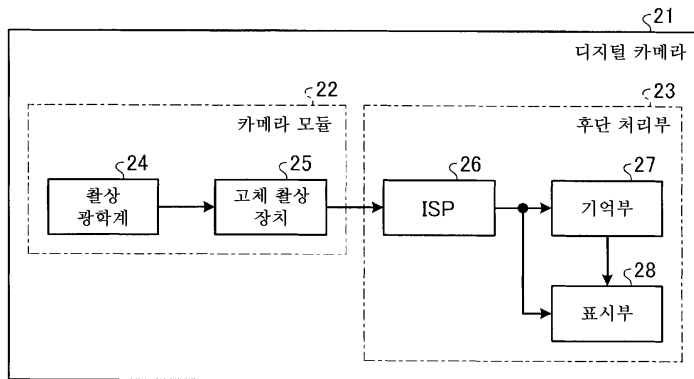 21
디지털 카메라
22
카메라 모듈
23
후단 처리부
24
촬상
광학계
25
고체 촬상
장치
26
ISP
27
기억부
28
표시부